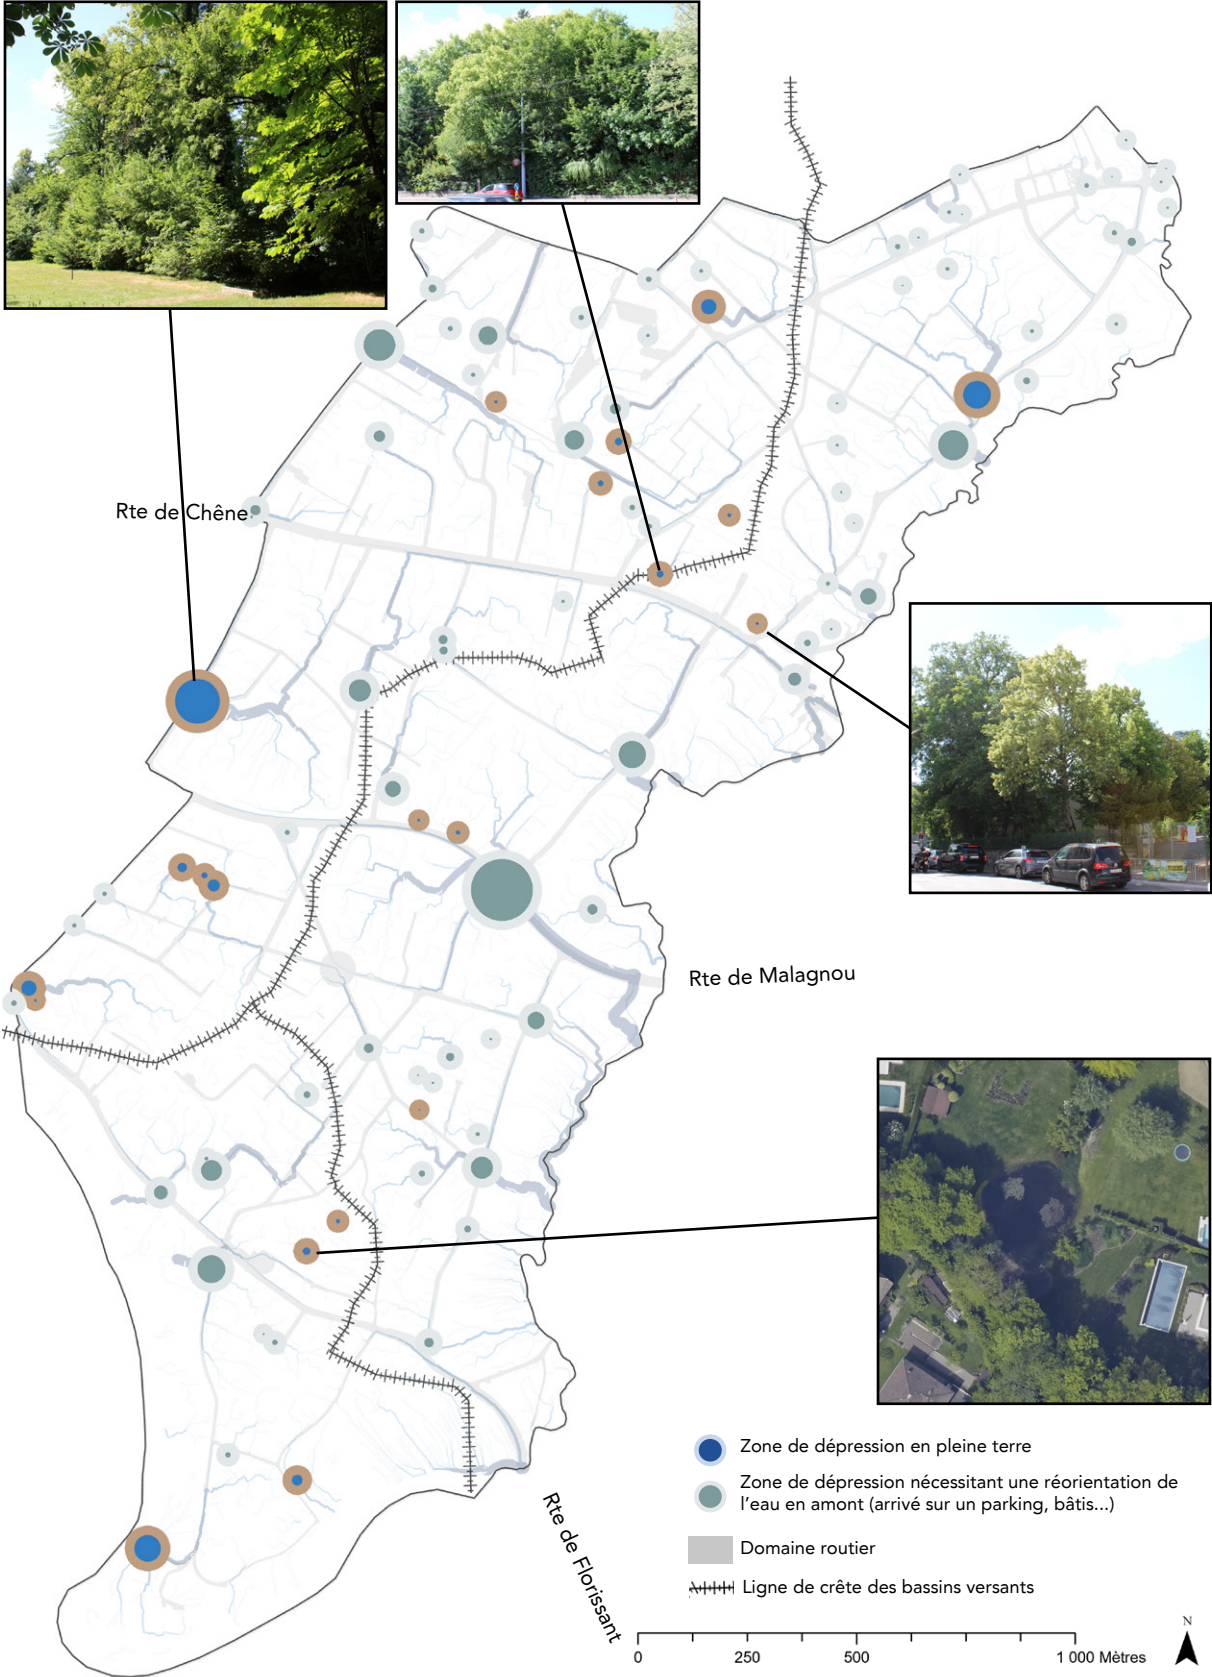 Rte de Chêne
Rte de Malagnou
Rte de Florissant
Zone de dépression en pleine terre
Zone de dépression nécessitant une réorientation de
l'eau en amont (arrivé sur un parking, bâtis...)
Domaine routier
Ligne de crête des bassins versants
N
0 250 500 1 000 Mètres